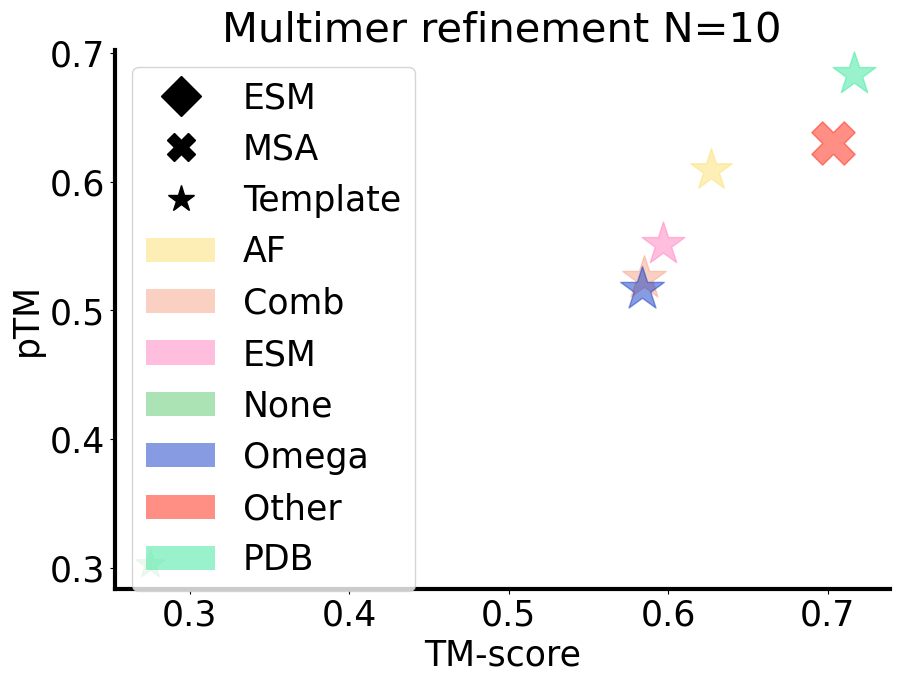 Multimer refinement N=10
0.7
0.6
0.5
0.4
0.3
pTM
ESM
MSA
Template
AF
Comb
ESM
None
Omega
Other
PDB
0.3 0.4 0.5 0.6 0.7
TM-score